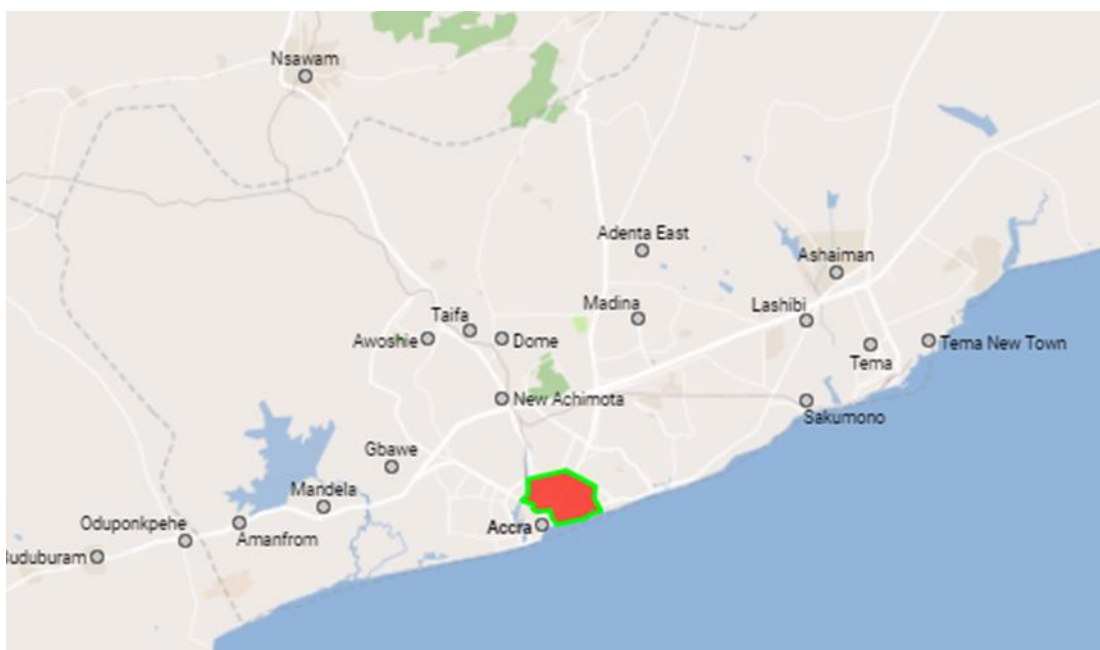 Nsawam
Adenta East
Ashaiman
Madina
Lashibi
Taifa
Awoshie
Dome
Tema New Town
Tema
New Achimota
Sakumono
Gbawe
Mandela
Oduponkpehe
Accra
Amanfrom